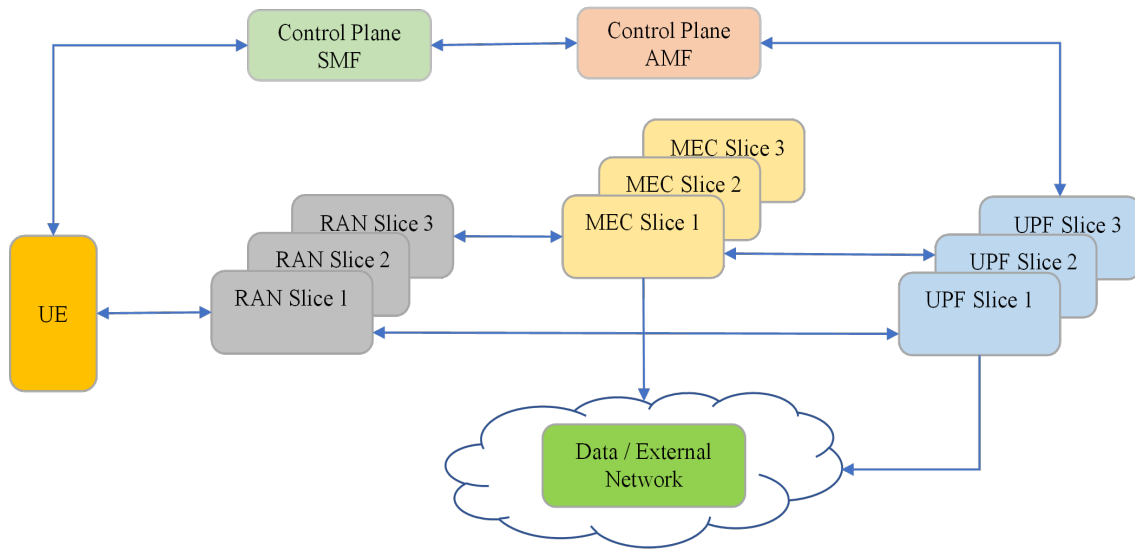 Control Plane
SMF
Control Plane
AMF
MEC Slice 3
MEC Slice 2
MEC Slice 1
RAN Slice 3
RAN Slice 2
RAN Slice 1
UPF Slice 3
UPF Slice 2
UPF Slice 1
UE
Data / External
Network